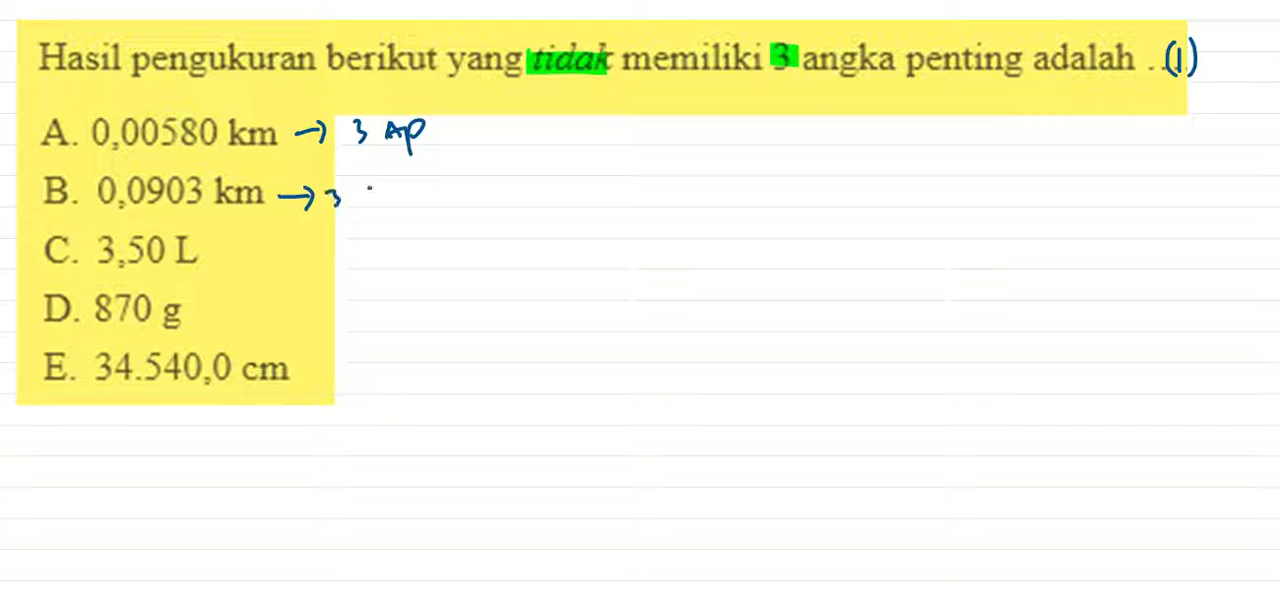 Hasil pengukuran berikut yang tidak memiliki 3 angka penting adalah ... (1)
A. 0,00580 km → 3 AP
B. 0,0903 km → 3
C. 3,50 L
D. 870 g
E. 34.540,0 cm